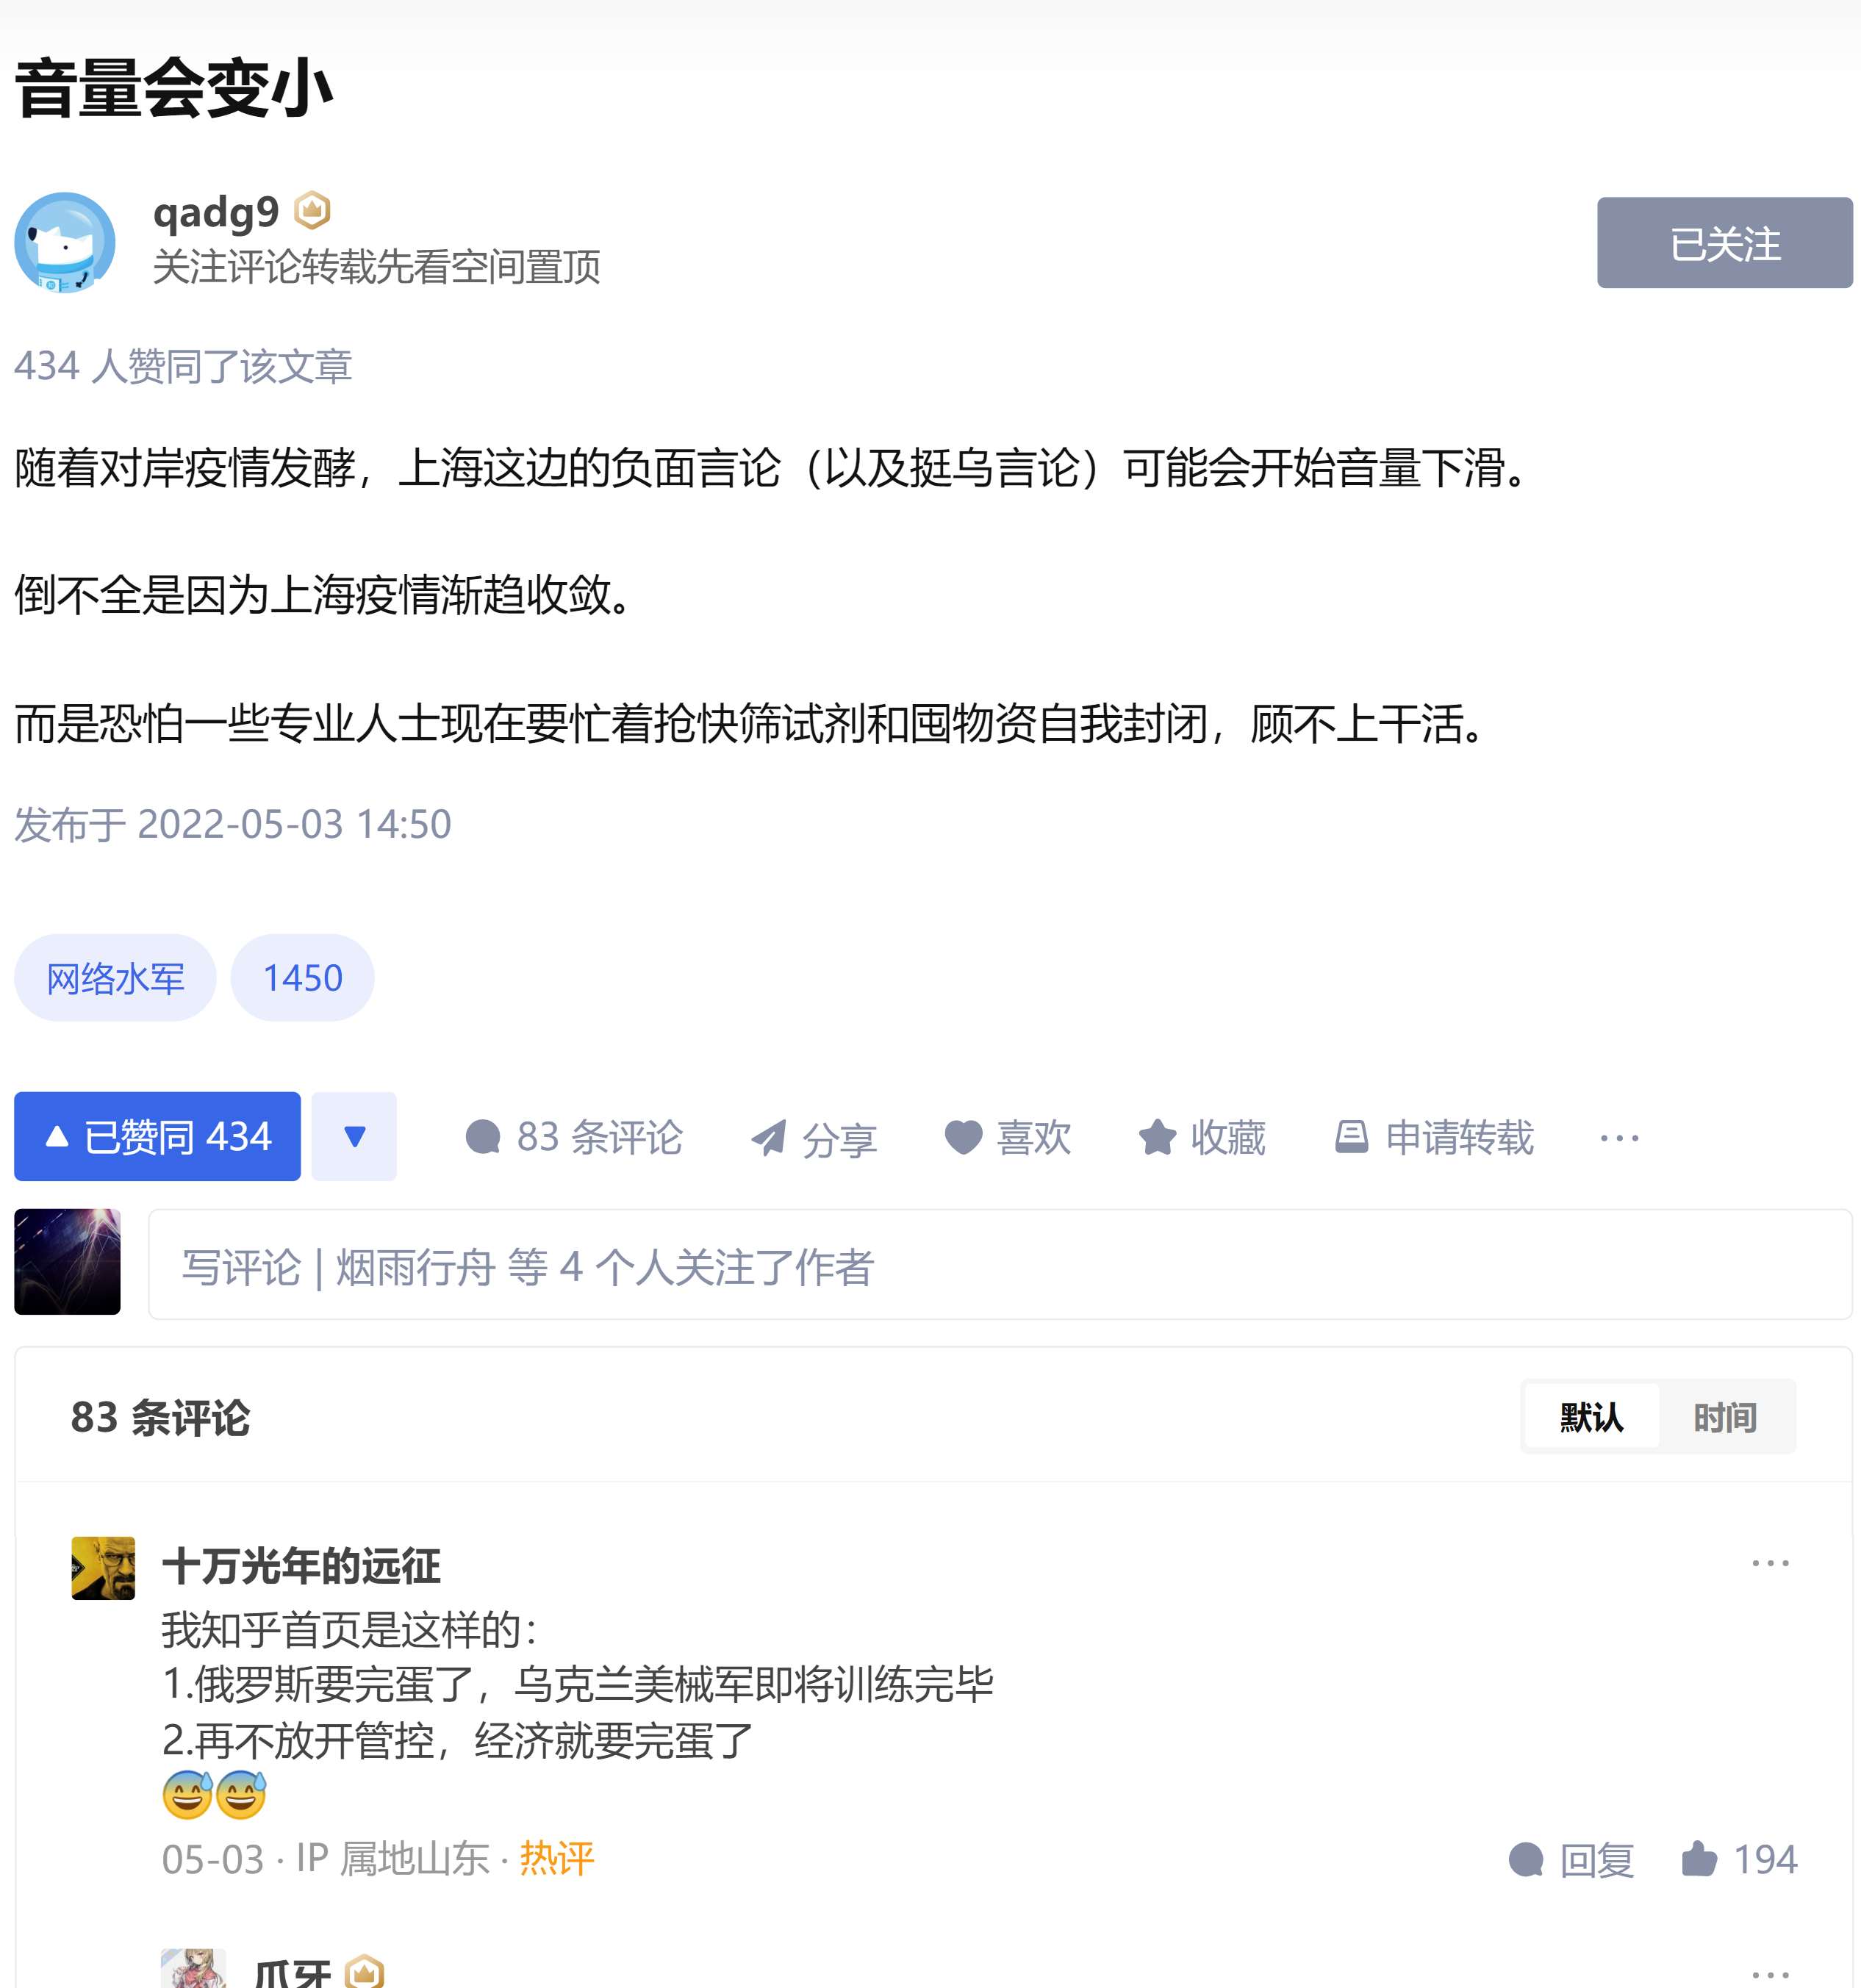 音量会变小
qadg9
关注评论转载先看空间置顶
已关注
434 人赞同了该文章
随着对岸疫情发酵，上海这边的负面言论（以及挺乌言论）可能会开始音量下滑。
倒不全是因为上海疫情渐趋收敛。
而是恐怕一些专业人士现在要忙着抢快筛试剂和囤物资自我封闭，顾不上干活。
发布于 2022-05-03 14:50
网络水军 1450
已赞同 434 83 条评论 分享 喜欢 收藏 申请转载
写评论 | 烟雨行舟 等 4 个人关注了作者
83 条评论 默认 时间
十万光年的远征
我知乎首页是这样的：
1.俄罗斯要完蛋了，乌克兰美械军即将训练完毕
2.再不放开管控，经济就要完蛋了
😅😅
05-03 · IP 属地山东 · 热评 回复 194
爪牙